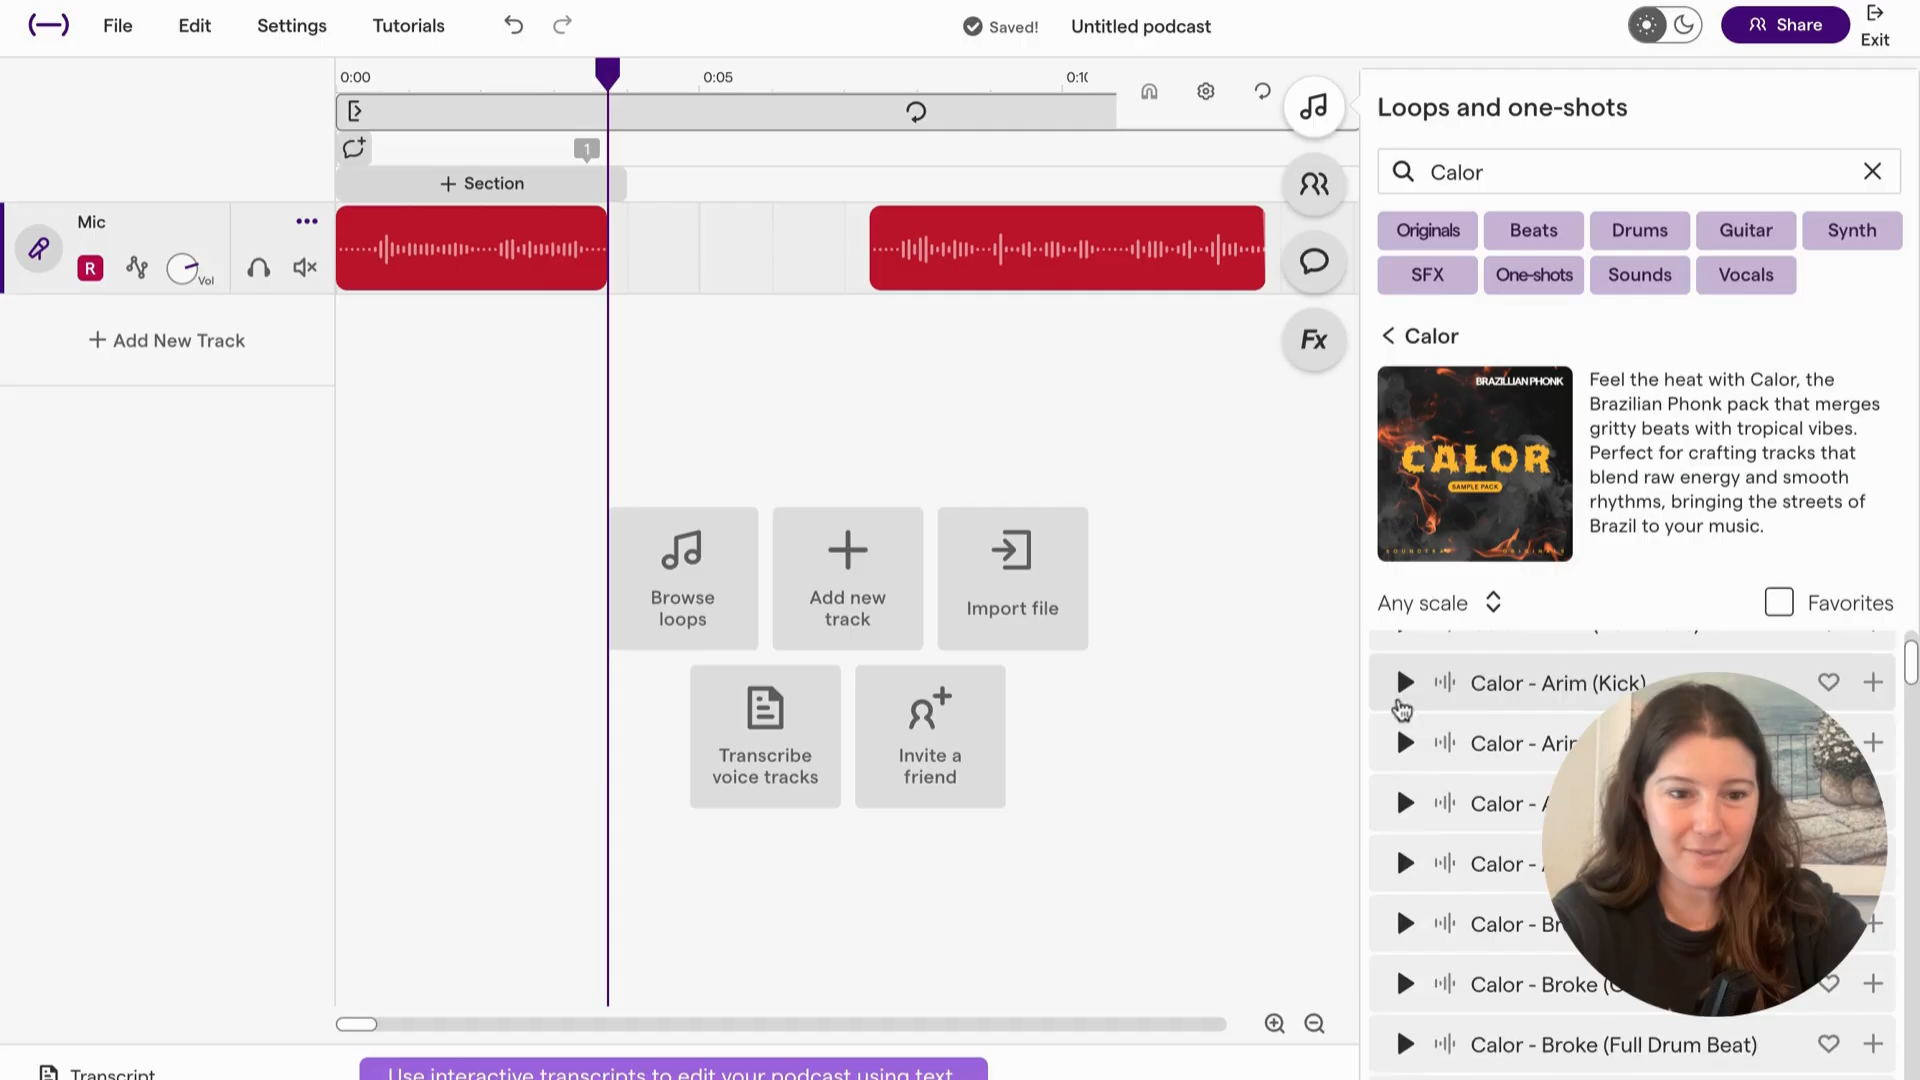 File Edit Settings Tutorials
Saved! Untitled podcast
Share
Exit
0:00 0:05
1
+ Section
Mic
R
Vol
+ Add New Track
Browse loops
Add new track
Import file
Transcribe voice tracks
Invite a friend
Fx
Loops and one-shots
Calor
Originals Beats Drums Guitar Synth
SFX One-shots Sounds Vocals
Calor
BRAZILLIAN PHONK
CALOR
SAMPLE PACK
Feel the heat with Calor, the
Brazilian Phonk pack that merges
gritty beats with tropical vibes.
Perfect for crafting tracks that
blend raw energy and smooth
rhythms, bringing the streets of
Brazil to your music.
Any scale Favorites
Calor - Arim (Kick)
Calor -
Calor -
Calor -
Calor -
Calor - Broke
Calor - Broke (Full Drum Beat)
Transcript
Use interactive transcripts to edit your podcast using text